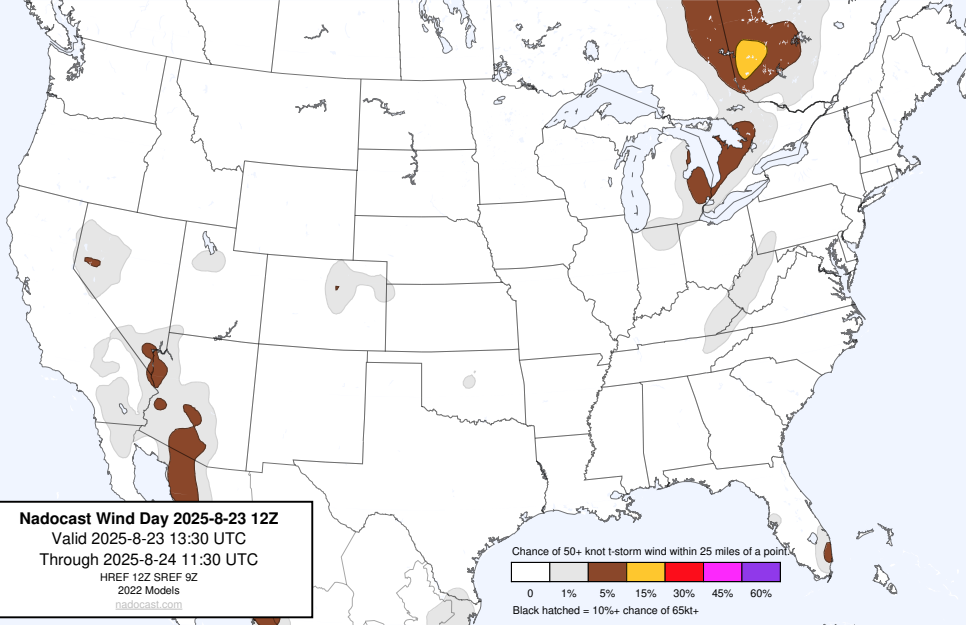 Nadocast Wind Day 2025-8-23 12Z
Valid 2025-8-23 13:30 UTC
Through 2025-8-24 11:30 UTC
HREF 12Z SREF 9Z
2022 Models
nadocast.com
Chance of 50+ knot t-storm wind within 25 miles of a point.
0 1% 5% 15% 30% 45% 60%
Black hatched = 10%+ chance of 65kt+